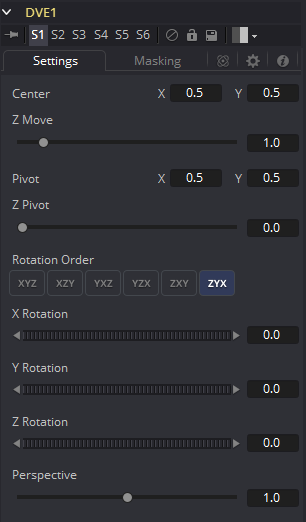 DVE1
S1 S2 S3 S4 S5 S6
Settings Masking
Center X 0.5 Y 0.5
Z Move
1.0
Pivot X 0.5 Y 0.5
Z Pivot
0.0
Rotation Order
XYZ XZY YXZ YZX ZXY ZYX
X Rotation
0.0
Y Rotation
0.0
Z Rotation
0.0
Perspective
1.0